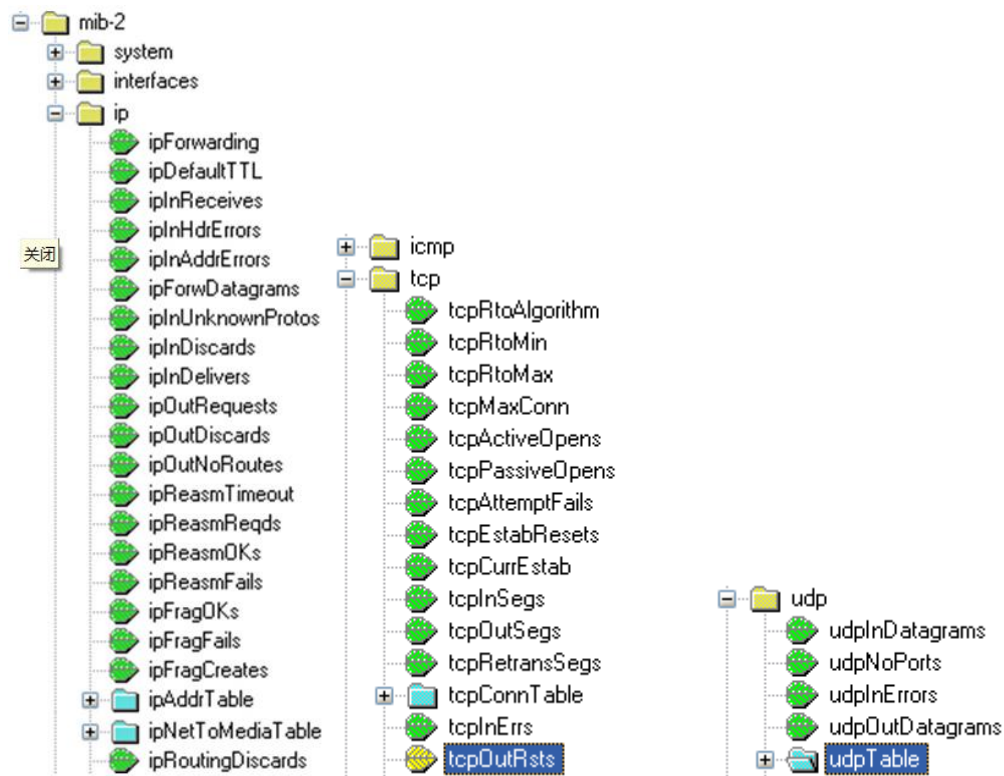 mib-2
system
interfaces
ip
ipForwarding
ipDefaultTTL
ipInReceives
ipInHdrErrors
ipInAddrErrors
ipForwDatagrams
ipInUnknownProtos
ipInDiscards
ipInDelivers
ipOutRequests
ipOutDiscards
ipOutNoRoutes
ipReasmTimeout
ipReasmReqds
ipReasmOKs
ipReasmFails
ipFragOKs
ipFragFails
ipFragCreates
ipAddrTable
ipNetToMediaTable
ipRoutingDiscards
关闭
icmp
tcp
tcpRtoAlgorithm
tcpRtoMin
tcpRtoMax
tcpMaxConn
tcpActiveOpens
tcpPassiveOpens
tcpAttemptFails
tcpEstabResets
tcpCurrEstab
tcpInSegs
tcpOutSegs
tcpRetransSegs
tcpConnTable
tcpInErrs
tcpOutRsts
udp
udpInDatagrams
udpNoPorts
udpInErrors
udpOutDatagrams
udpTable